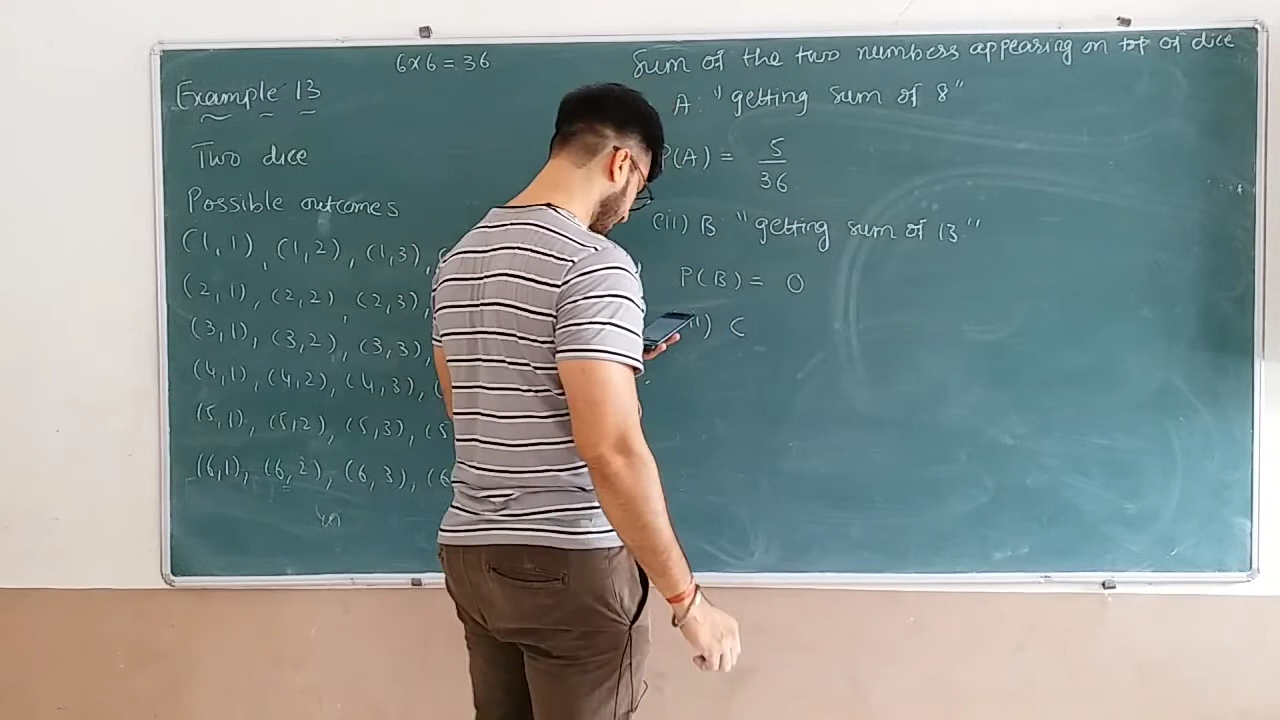 6×6 = 36
Example 13
Two dice
Possible outcomes
(1,1), (1,2), (1,3),
(2,1), (2,2), (2,3),
(3,1), (3,2), (3,3),
(4,1), (4,2), (4,3), (
(5,1), (5,2), (5,3), (5
(6,1), (6,2), (6,3), (6
Sum of the two numbers appearing on top of dice
A: "getting sum of 8"
P(A) = 5/36
(ii) B "getting sum of 13"
P(B) = 0
) C